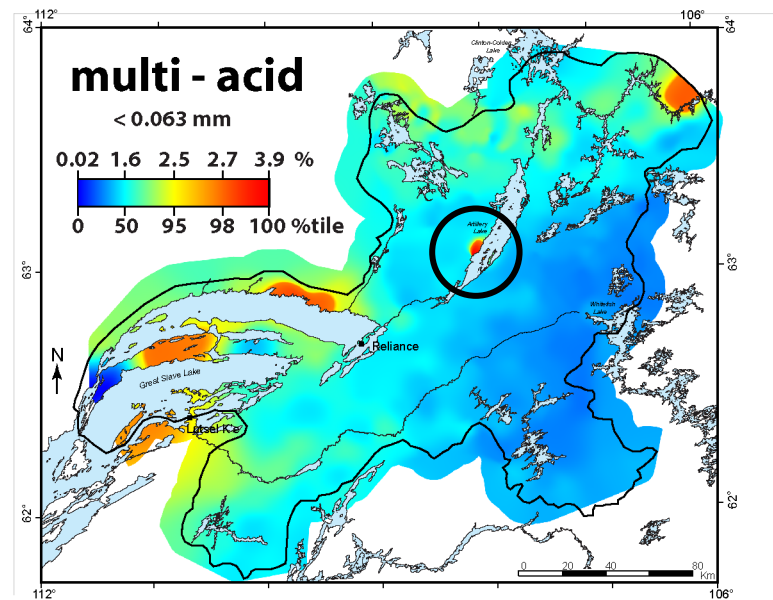 112° 106°
64° 64°
Clinton-Colden
Lake
multi - acid
< 0.063 mm
0.02 1.6 2.5 2.7 3.9 %
0 50 95 98 100 %tile
Artillery
Lake
63° 63°
Whitefish
Lake
N
Reliance
Great Slave Lake
Lutsel K'e
62° 62°
0 20 40 80
Km
112° 106°